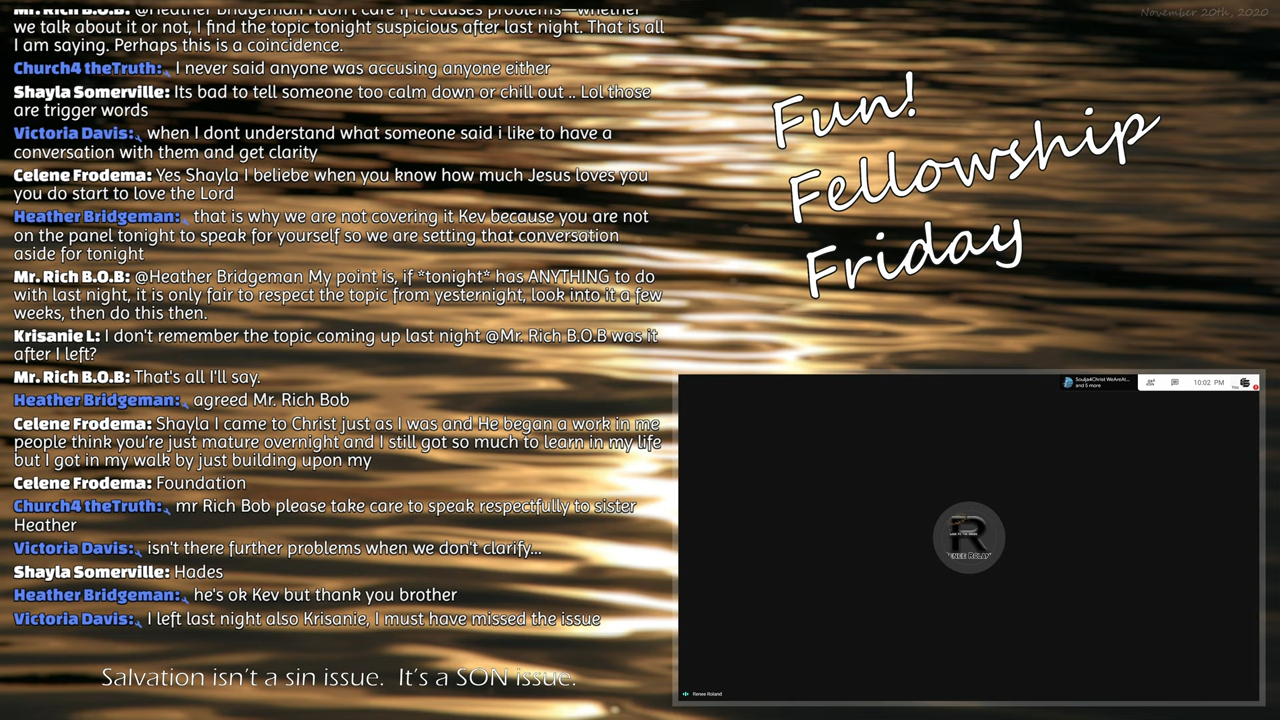 Mr. Rich B.O.B: @Heather Bridgeman I don't care if it causes problems—whether
we talk about it or not, I find the topic tonight suspicious after last night. That is all
I am saying. Perhaps this is a coincidence.
Church4 theTruth: I never said anyone was accusing anyone either
Shayla Somerville: Its bad to tell someone too calm down or chill out .. Lol those
are trigger words
Victoria Davis: when I dont understand what someone said i like to have a
conversation with them and get clarity
Celene Frodema: Yes Shayla I beliebe when you know how much Jesus loves you
you do start to love the Lord
Heather Bridgeman: that is why we are not covering it Kev because you are not
on the panel tonight to speak for yourself so we are setting that conversation
aside for tonight
Mr. Rich B.O.B: @Heather Bridgeman My point is, if *tonight* has ANYTHING to do
with last night, it is only fair to respect the topic from yesternight, look into it a few
weeks, then do this then.
Krisanie L: I don't remember the topic coming up last night @Mr. Rich B.O.B was it
after I left?
Mr. Rich B.O.B: That's all I'll say.
Heather Bridgeman: agreed Mr. Rich Bob
Celene Frodema: Shayla I came to Christ just as I was and He began a work in me
people think you're just mature overnight and I still got so much to learn in my life
but I got in my walk by just building upon my
Celene Frodema: Foundation
Church4 theTruth: mr Rich Bob please take care to speak respectfully to sister
Heather
Victoria Davis: isn't there further problems when we don't clarify...
Shayla Somerville: Hades
Heather Bridgeman: he's ok Kev but thank you brother
Victoria Davis: I left last night also Krisanie, I must have missed the issue
Salvation isn't a sin issue. It's a SON issue.
November 20th, 2020
Fun!
Fellowship
Friday
Soulja4Christ WeAreAt...
and 5 more
10:02 PM
You
R
RENEE ROLAN
Renee Roland